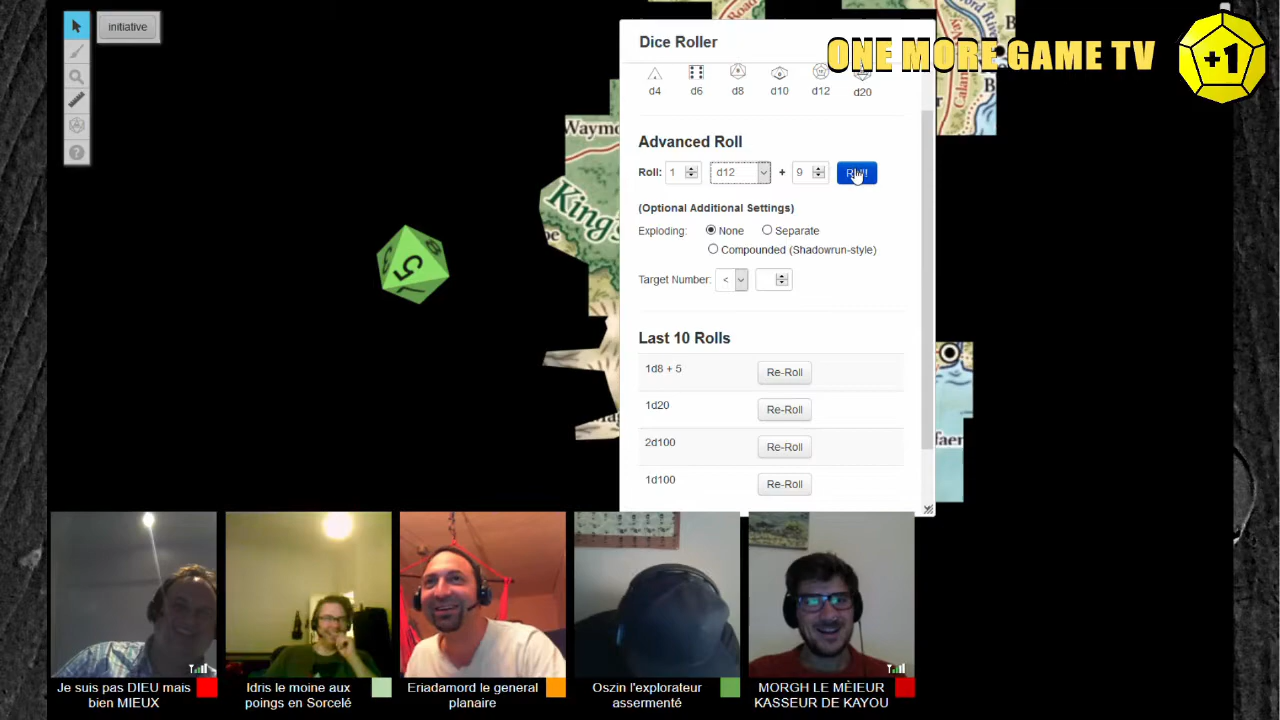 initiative
Dice Roller
ONE MORE GAME TV
+1
d4 d6 d8 d10 d12 d20
Advanced Roll
Roll: 1 d12 + 9
(Optional Additional Settings)
Exploding: None Separate
Compounded (Shadowrun-style)
Target Number: <
Last 10 Rolls
1d8 + 5 Re-Roll
1d20 Re-Roll
2d100 Re-Roll
1d100 Re-Roll
5
Je suis pas DIEU mais
bien MIEUX
Idris le moine aux
poings en Sorcelé
Eriadamord le general
planaire
Oszin l'explorateur
assermenté
MORGH LE MÈIEUR
KASSEUR DE KAYOU